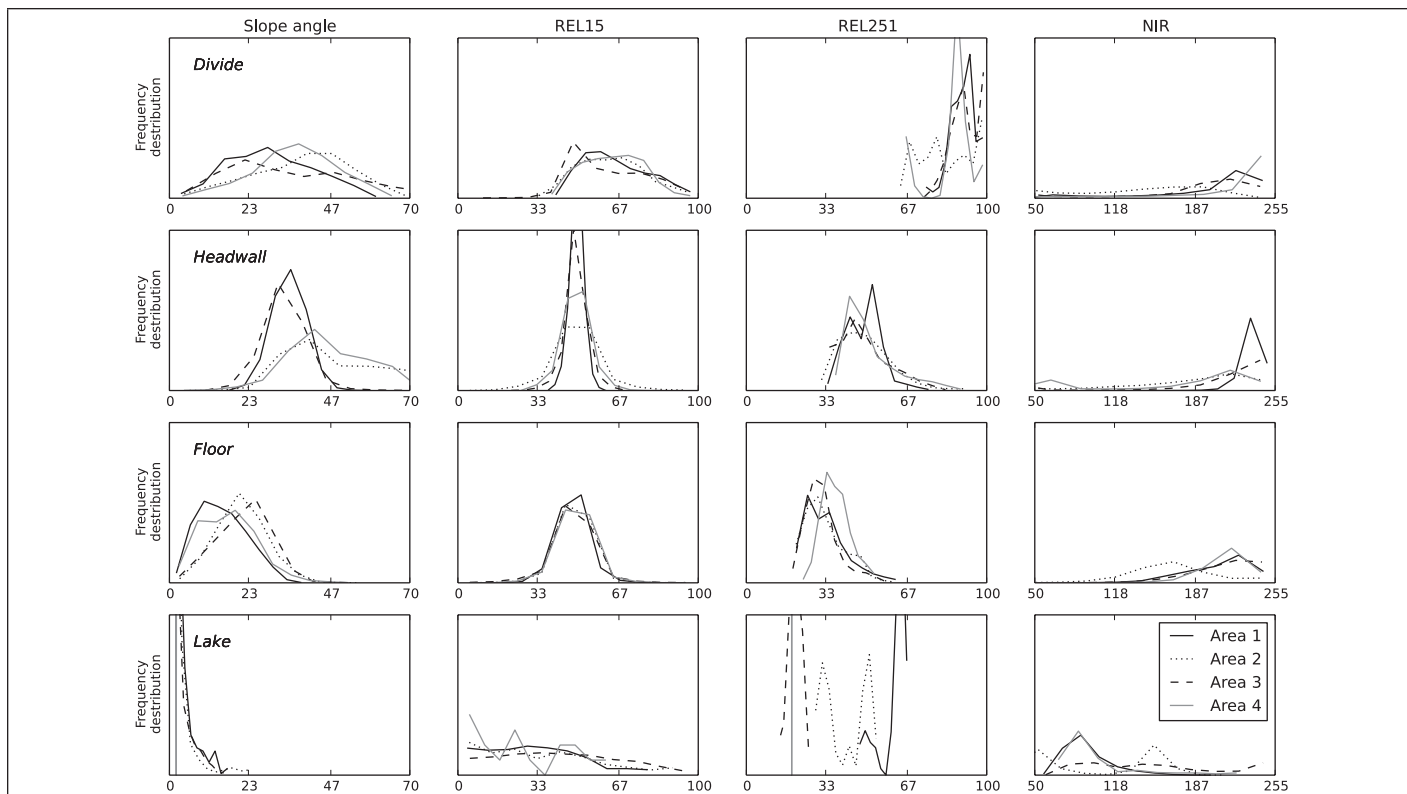 Slope angle REL15 REL251 NIR
Frequency
destribution
Divide
0 23 47 70 0 33 67 100 0 33 67 100 50 118 187 255
Frequency
destribution
Headwall
0 23 47 70 0 33 67 100 0 33 67 100 50 118 187 255
Frequency
destribution
Floor
0 23 47 70 0 33 67 100 0 33 67 100 50 118 187 255
Frequency
destribution
Lake
Area 1
Area 2
Area 3
Area 4
0 23 47 70 0 33 67 100 0 33 67 100 50 118 187 255